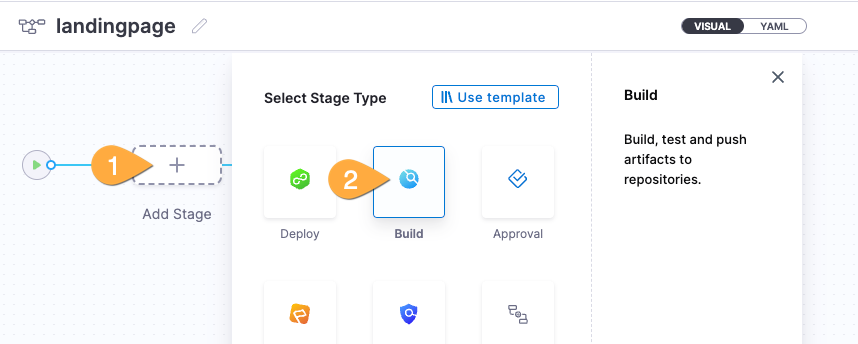 landingpage
VISUAL
YAML
Select Stage Type
Use template
Build
Build, test and push
artifacts to
repositories.
1
+
Add Stage
2
Deploy
Build
Approval